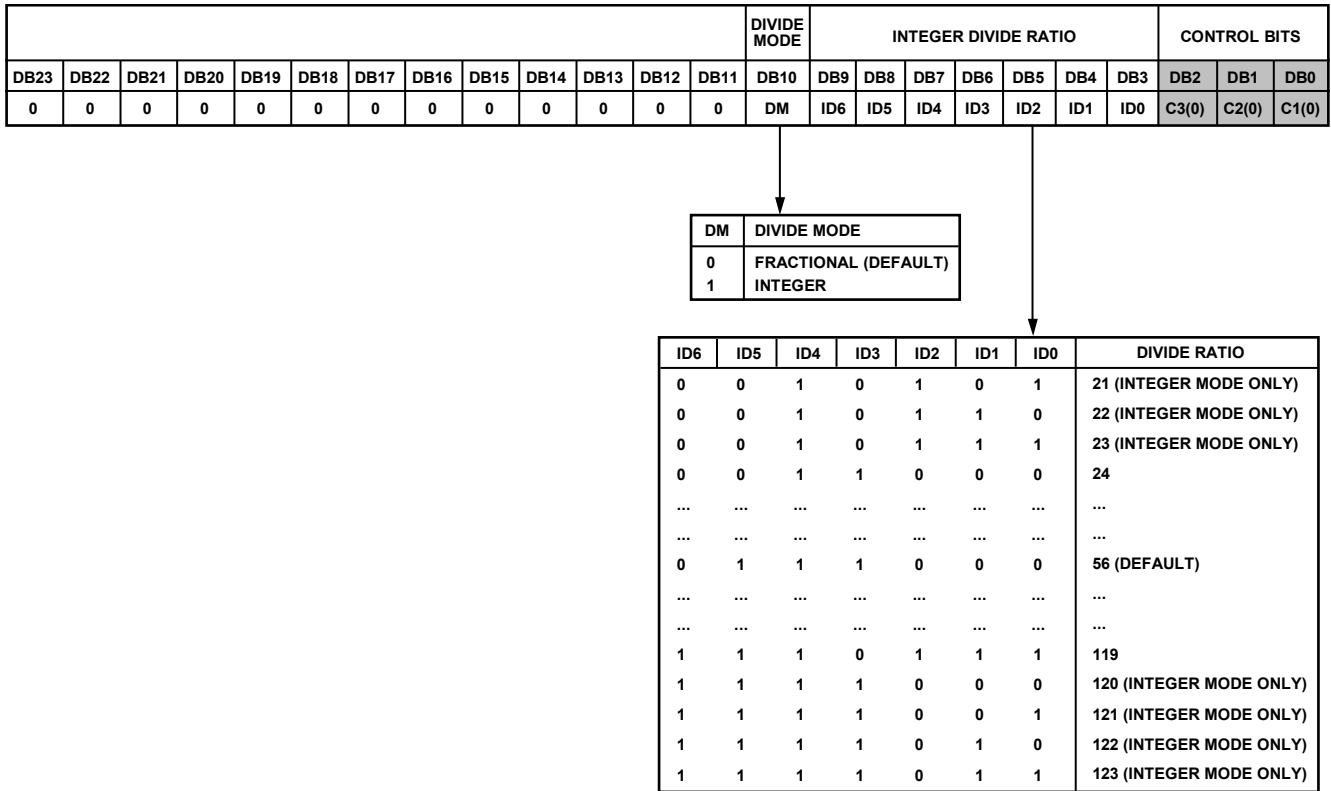 DIVIDE MODE INTEGER DIVIDE RATIO CONTROL BITS
DB23 DB22 DB21 DB20 DB19 DB18 DB17 DB16 DB15 DB14 DB13 DB12 DB11 DB10 DB9 DB8 DB7 DB6 DB5 DB4 DB3 DB2 DB1 DB0
0 0 0 0 0 0 0 0 0 0 0 0 0 DM ID6 ID5 ID4 ID3 ID2 ID1 ID0 C3(0) C2(0) C1(0)
DM DIVIDE MODE
0 FRACTIONAL (DEFAULT)
1 INTEGER
ID6 ID5 ID4 ID3 ID2 ID1 ID0 DIVIDE RATIO
0 0 1 0 1 0 1 21 (INTEGER MODE ONLY)
0 0 1 0 1 1 0 22 (INTEGER MODE ONLY)
0 0 1 0 1 1 1 23 (INTEGER MODE ONLY)
0 0 1 1 0 0 0 24
... ... ... ... ... ... ... ...
... ... ... ... ... ... ... ...
0 1 1 1 0 0 0 56 (DEFAULT)
... ... ... ... ... ... ... ...
... ... ... ... ... ... ... ...
1 1 1 0 1 1 1 119
1 1 1 1 0 0 0 120 (INTEGER MODE ONLY)
1 1 1 1 0 0 1 121 (INTEGER MODE ONLY)
1 1 1 1 0 1 0 122 (INTEGER MODE ONLY)
1 1 1 1 0 1 1 123 (INTEGER MODE ONLY)